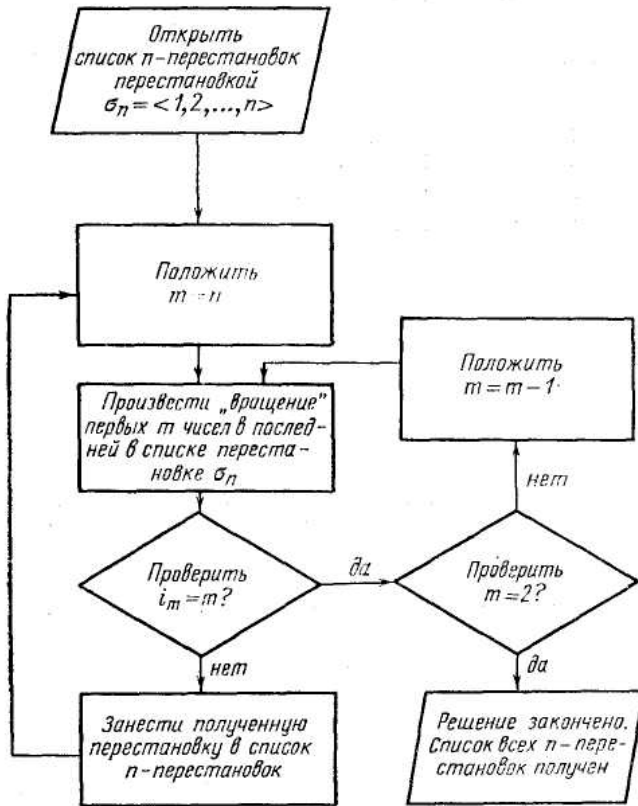 Открыть
список n-перестановок
перестановкой
σn=<1,2,...,n>
Положить
m=n
Положить
m=m-1
Произвести „вращение"
первых m чисел в послед-
ней в списке переста-
новке σn
нет
Проверить
im=m?
да
Проверить
m=2?
нет
да
Занести полученную
перестановку в список
n-перестановок
Решение закончено.
Список всех n-пере-
становок получен